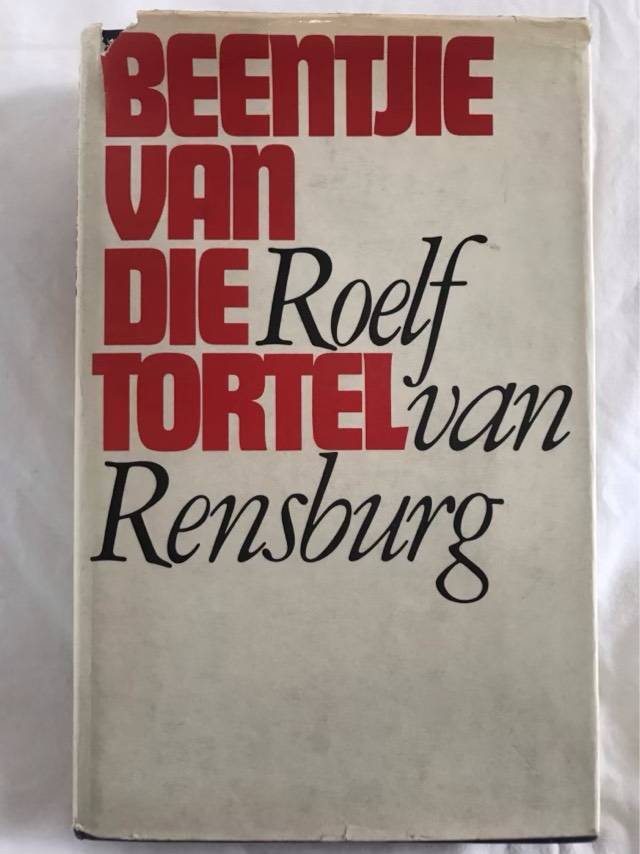 BEENTJIE
VAN
DIE Roelf
TORTEL van
Rensburg